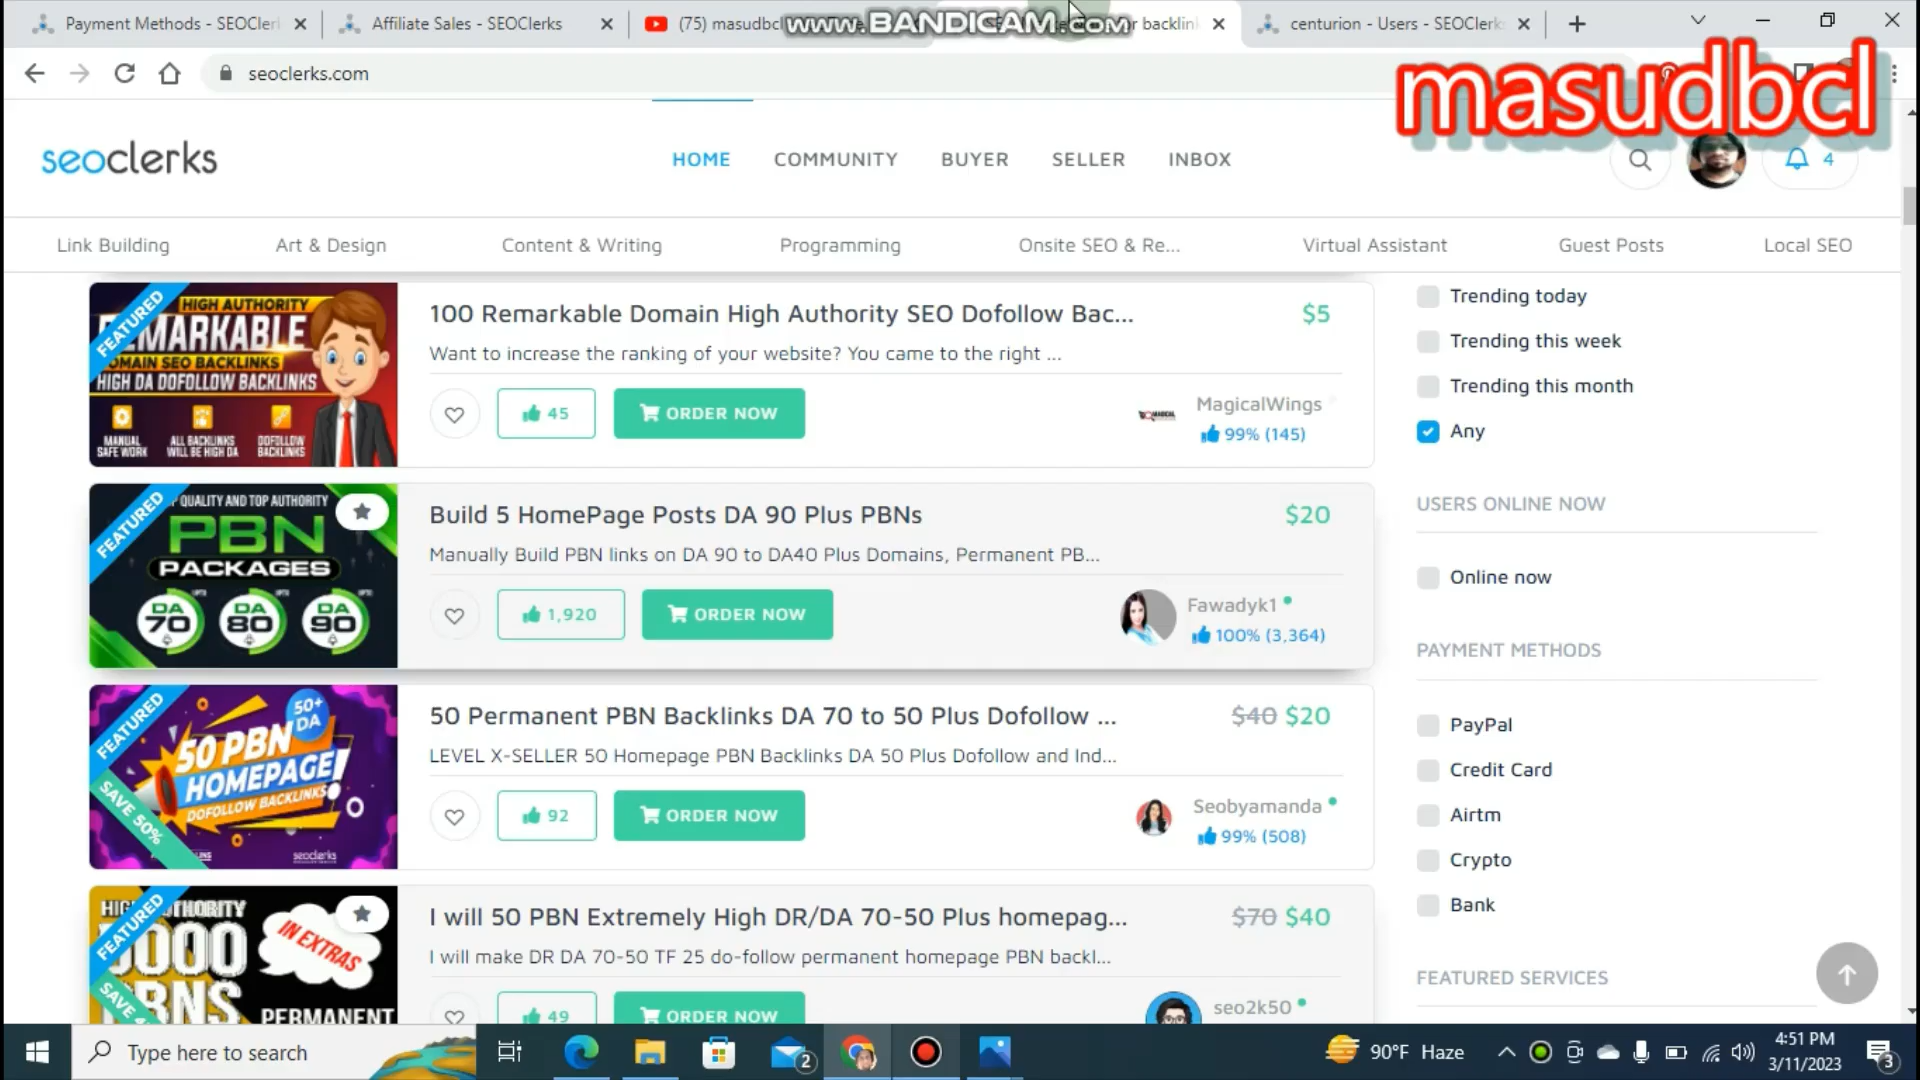 Payment Methods - SEOCler
Affiliate Sales - SEOClerks
(75) masudbcl
www.BANDICAM.com
or backlin
centurion - Users - SEOClerk
seoclerks.com
masudbcl
seoclerks
HOME
COMMUNITY
BUYER
SELLER
INBOX
4
Link Building
Art & Design
Content & Writing
Programming
Onsite SEO & Re...
Virtual Assistant
Guest Posts
Local SEO
FEATURED
HIGH AUTHORITY
REMARKABLE
DOMAIN SEO BACKLINKS
HIGH DA DOFOLLOW BACKLINKS
MANUAL SAFE WORK
ALL BACKLINKS WILL BE HIGH DA
DOFOLLOW BACKLINKS
100 Remarkable Domain High Authority SEO Dofollow Bac...
$5
Want to increase the ranking of your website? You came to the right ...
45
ORDER NOW
MagicalWings
99% (145)
FEATURED
QUALITY AND TOP AUTHORITY
PBN
PACKAGES
DA 70
DA 80
DA 90
Build 5 HomePage Posts DA 90 Plus PBNs
$20
Manually Build PBN links on DA 90 to DA40 Plus Domains, Permanent PB...
1,920
ORDER NOW
Fawadyk1
100% (3,364)
FEATURED
50+ DA
50 PBN
HOMEPAGE!
DOFOLLOW BACKLINKS
SAVE 50%
seoclerks
50 Permanent PBN Backlinks DA 70 to 50 Plus Dofollow ...
$40 $20
LEVEL X-SELLER 50 Homepage PBN Backlinks DA 50 Plus Dofollow and Ind...
92
ORDER NOW
Seobyamanda
99% (508)
FEATURED
IN EXTRAS
PERMANENT
I will 50 PBN Extremely High DR/DA 70-50 Plus homepag...
$70 $40
I will make DR DA 70-50 TF 25 do-follow permanent homepage PBN backl...
49
ORDER NOW
seo2k50
Trending today
Trending this week
Trending this month
Any
USERS ONLINE NOW
Online now
PAYMENT METHODS
PayPal
Credit Card
Airtm
Crypto
Bank
FEATURED SERVICES
Type here to search
2
90°F Haze
4:51 PM
3/11/2023
3